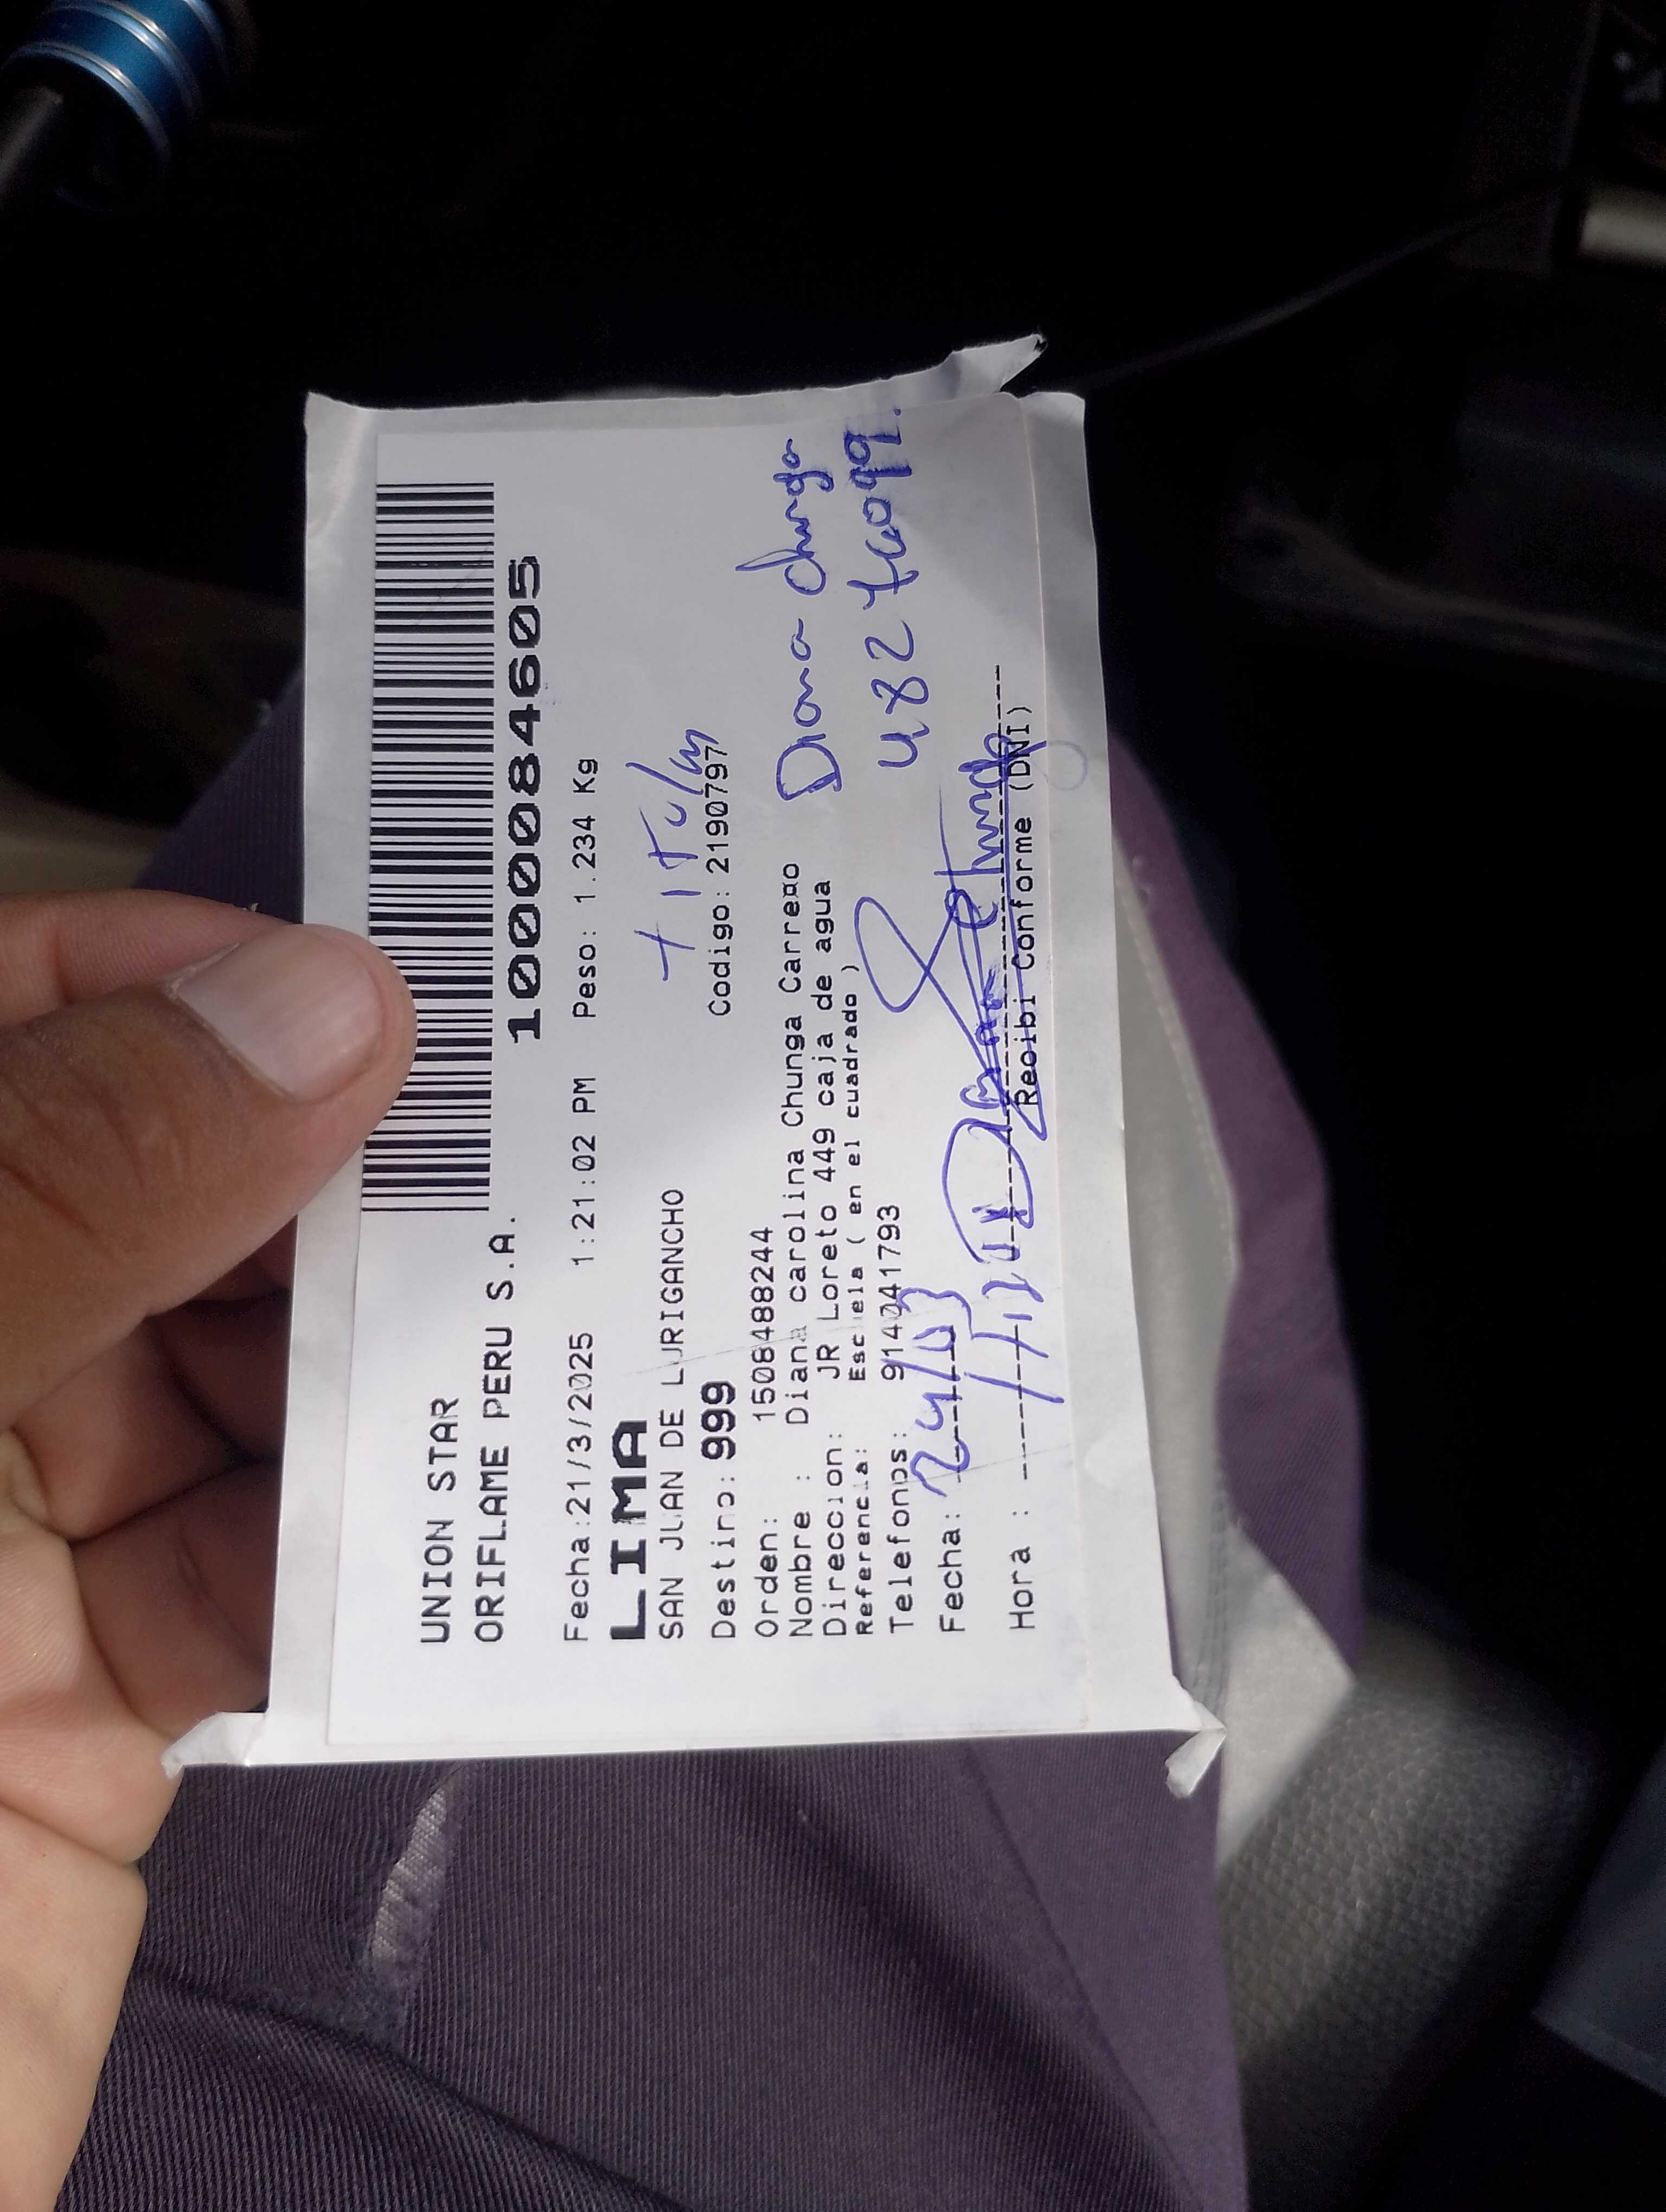 UNION STAR
ORIFLAME PERU S.A.
1000084605
Fecha:21/3/2025 1:21:02 PM Peso: 1.234 Kg
LIMA
SAN JUAN DE LURIGANCHO
titular
Destino: 999 Codigo: 2190797
Orden: 1508488244
Nombre : Diana carolina Chunga Carreño
Direccion: JR Loreto 449 caja de agua
Referencia: Escuela ( en el cuadrado )
Telefonos: 914041793
Diana Chunga
Fecha: 24/03
Hora :
Recibi Conforme (DNI)